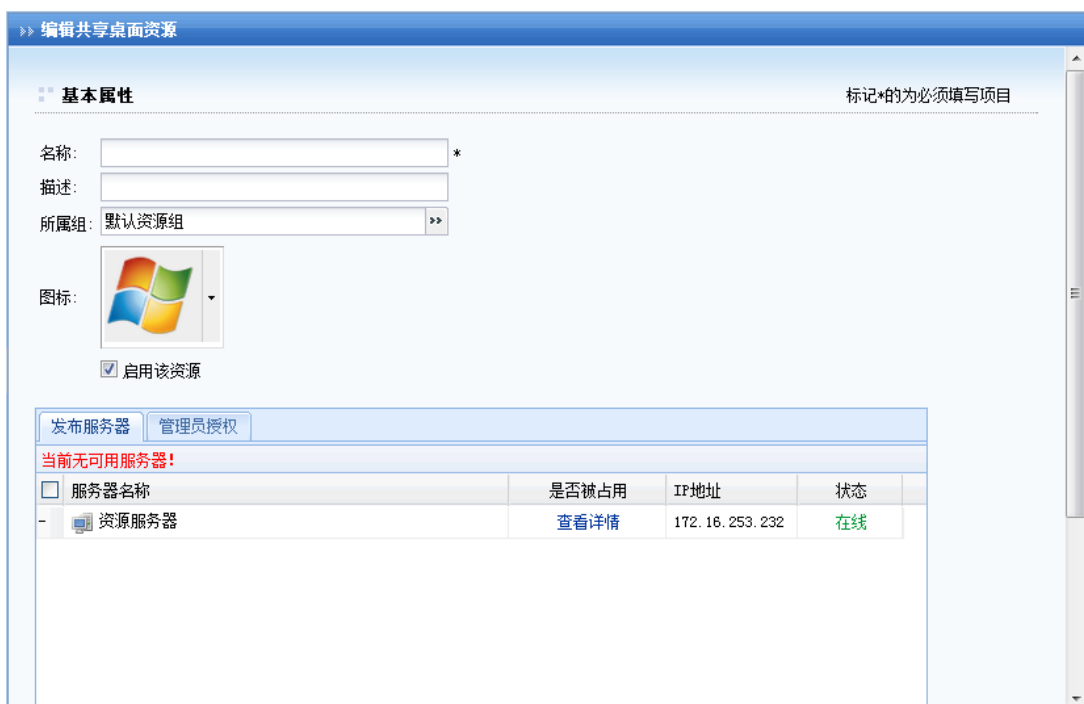 编辑共享桌面资源
基本属性 标记*的为必须填写项目
名称: *
描述:
所属组: 默认资源组
图标:
启用该资源
发布服务器 管理员授权
当前无可用服务器!
服务器名称 是否被占用 IP地址 状态
资源服务器 查看详情 172.16.253.232 在线